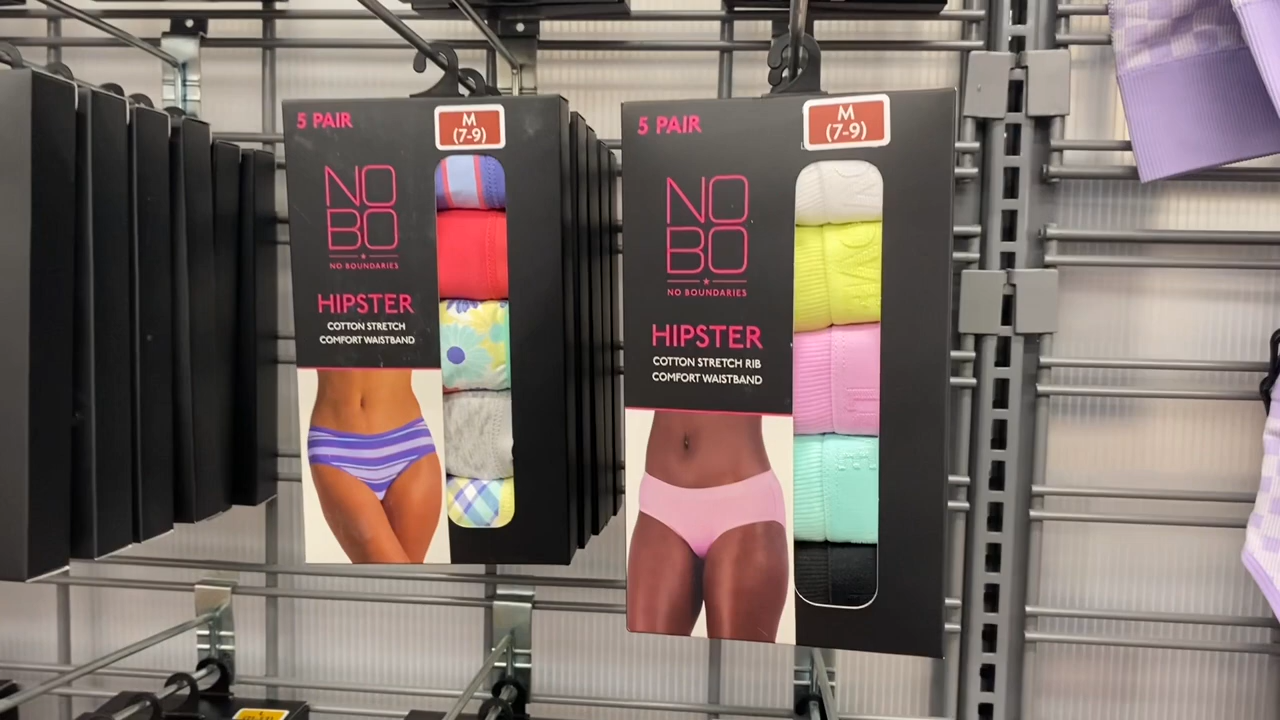 5 PAIR
M
(7-9)
NO
BO
NO BOUNDARIES
HIPSTER
COTTON STRETCH
COMFORT WAISTBAND
5 PAIR
M
(7-9)
NO
BO
NO BOUNDARIES
HIPSTER
COTTON STRETCH RIB
COMFORT WAISTBAND